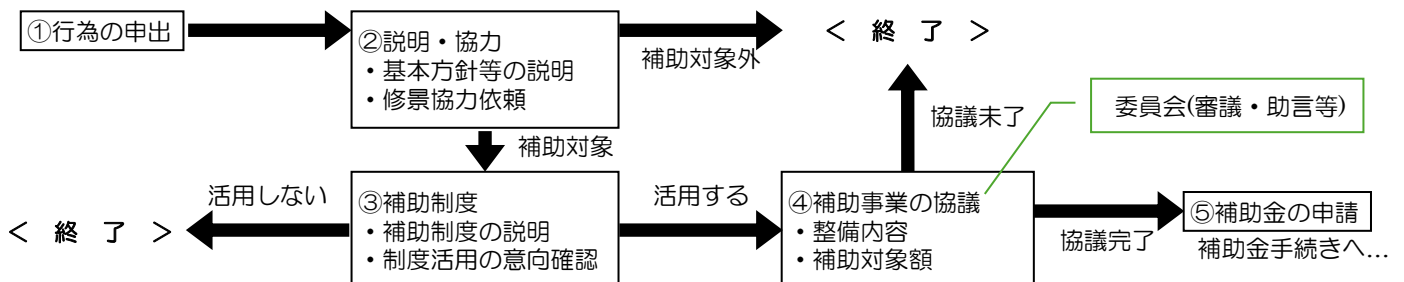 ①行為の申出
②説明・協力
・基本方針等の説明
・修景協力依頼
補助対象外
< 終 了 >
補助対象
協議未了
委員会(審議・助言等)
< 終 了 >
活用しない
③補助制度
・補助制度の説明
・制度活用の意向確認
活用する
④補助事業の協議
・整備内容
・補助対象額
協議完了
⑤補助金の申請
補助金手続きへ…